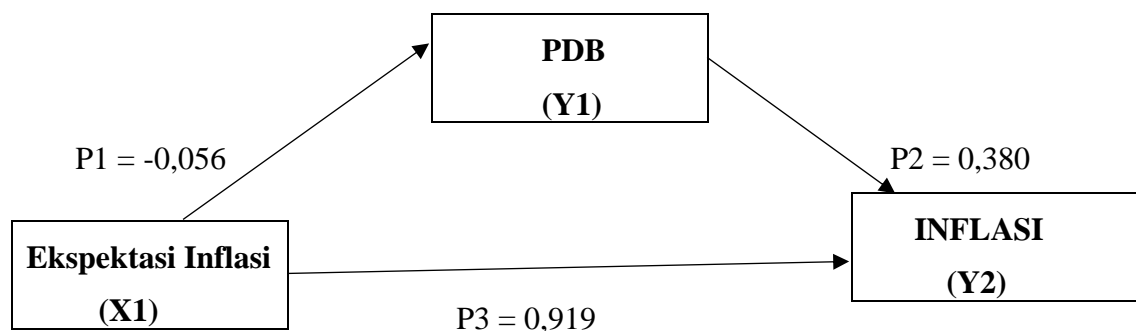 PDB
(Y1)
P1 = -0,056
P2 = 0,380
Ekspektasi Inflasi
(X1)
INFLASI
(Y2)
P3 = 0,919